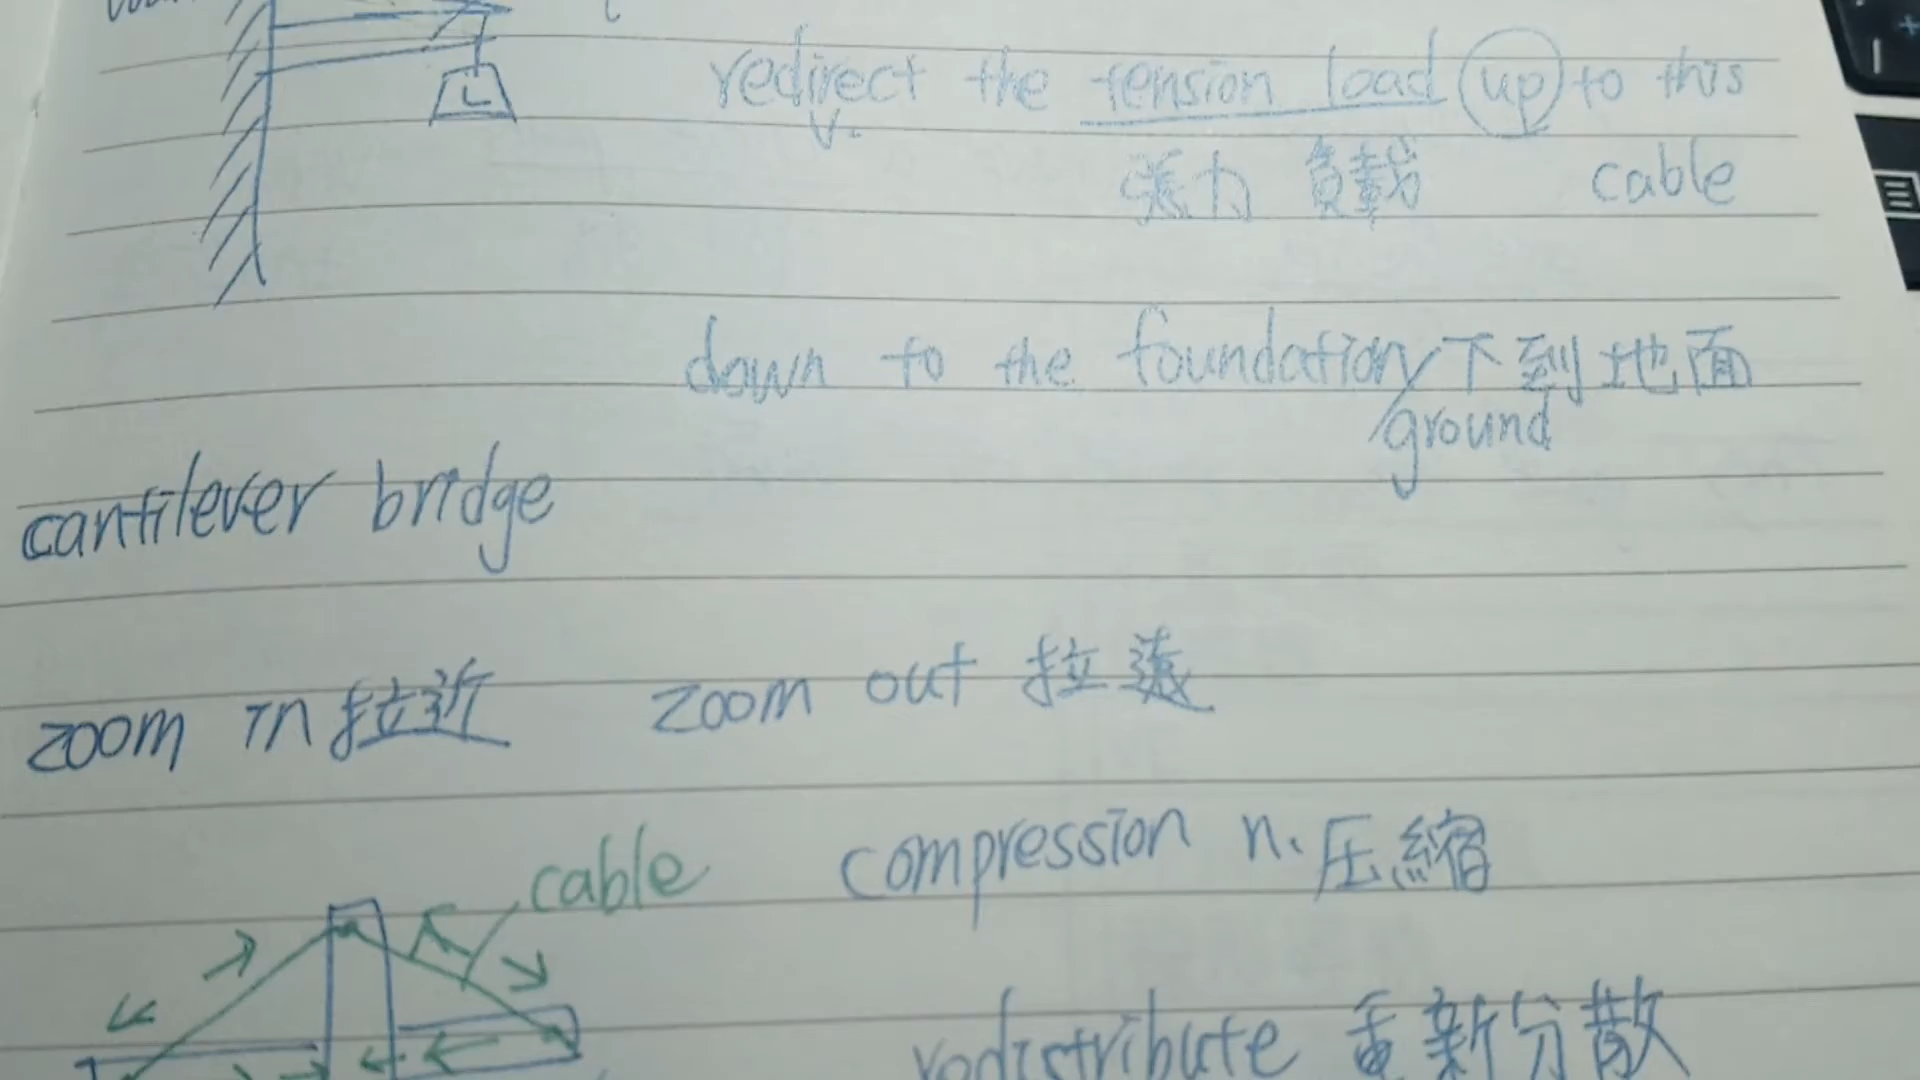 L
redirect the tension load up to this
v.
張力 負載 cable
down to the foundation/下到地面
ground
cantilever bridge
zoom in 拉近 zoom out 拉遠
cable
compression n. 压縮
redistribute 重新分散